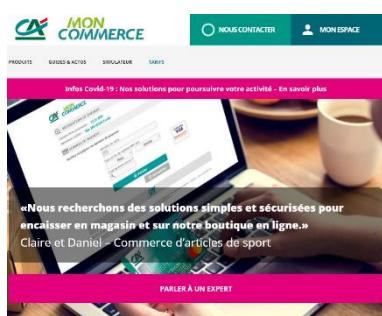 CA MON
COMMERCE
NOUS CONTACTER
MON ESPACE
PRODUITS GUIDES & ACTUS SIMULATEUR TARIFS
Infos Covid-19 : Nos solutions pour poursuivre votre activité – En savoir plus
MON
COMMERCE
«Nous recherchons des solutions simples et sécurisées pour
encaisser en magasin et sur notre boutique en ligne.»
Claire et Daniel – Commerce d'articles de sport
PARLER À UN EXPERT